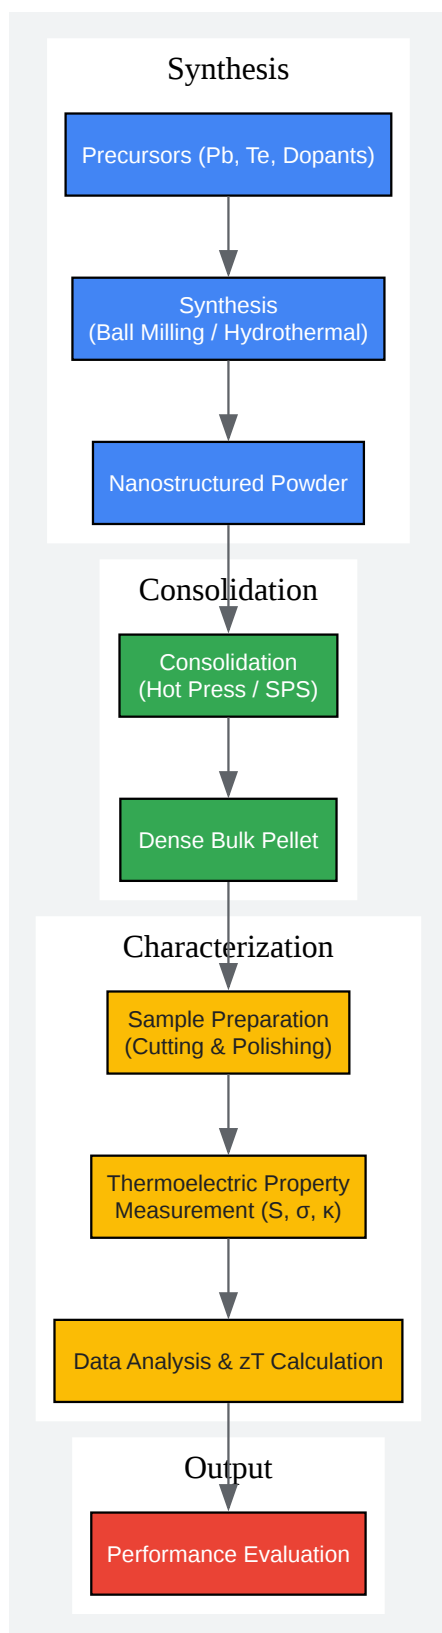 Synthesis
Precursors (Pb, Te, Dopants)
Synthesis
(Ball Milling / Hydrothermal)
Nanostructured Powder
Consolidation
Consolidation
(Hot Press / SPS)
Dense Bulk Pellet
Characterization
Sample Preparation
(Cutting & Polishing)
Thermoelectric Property
Measurement (S, σ, κ)
Data Analysis & zT Calculation
Output
Performance Evaluation